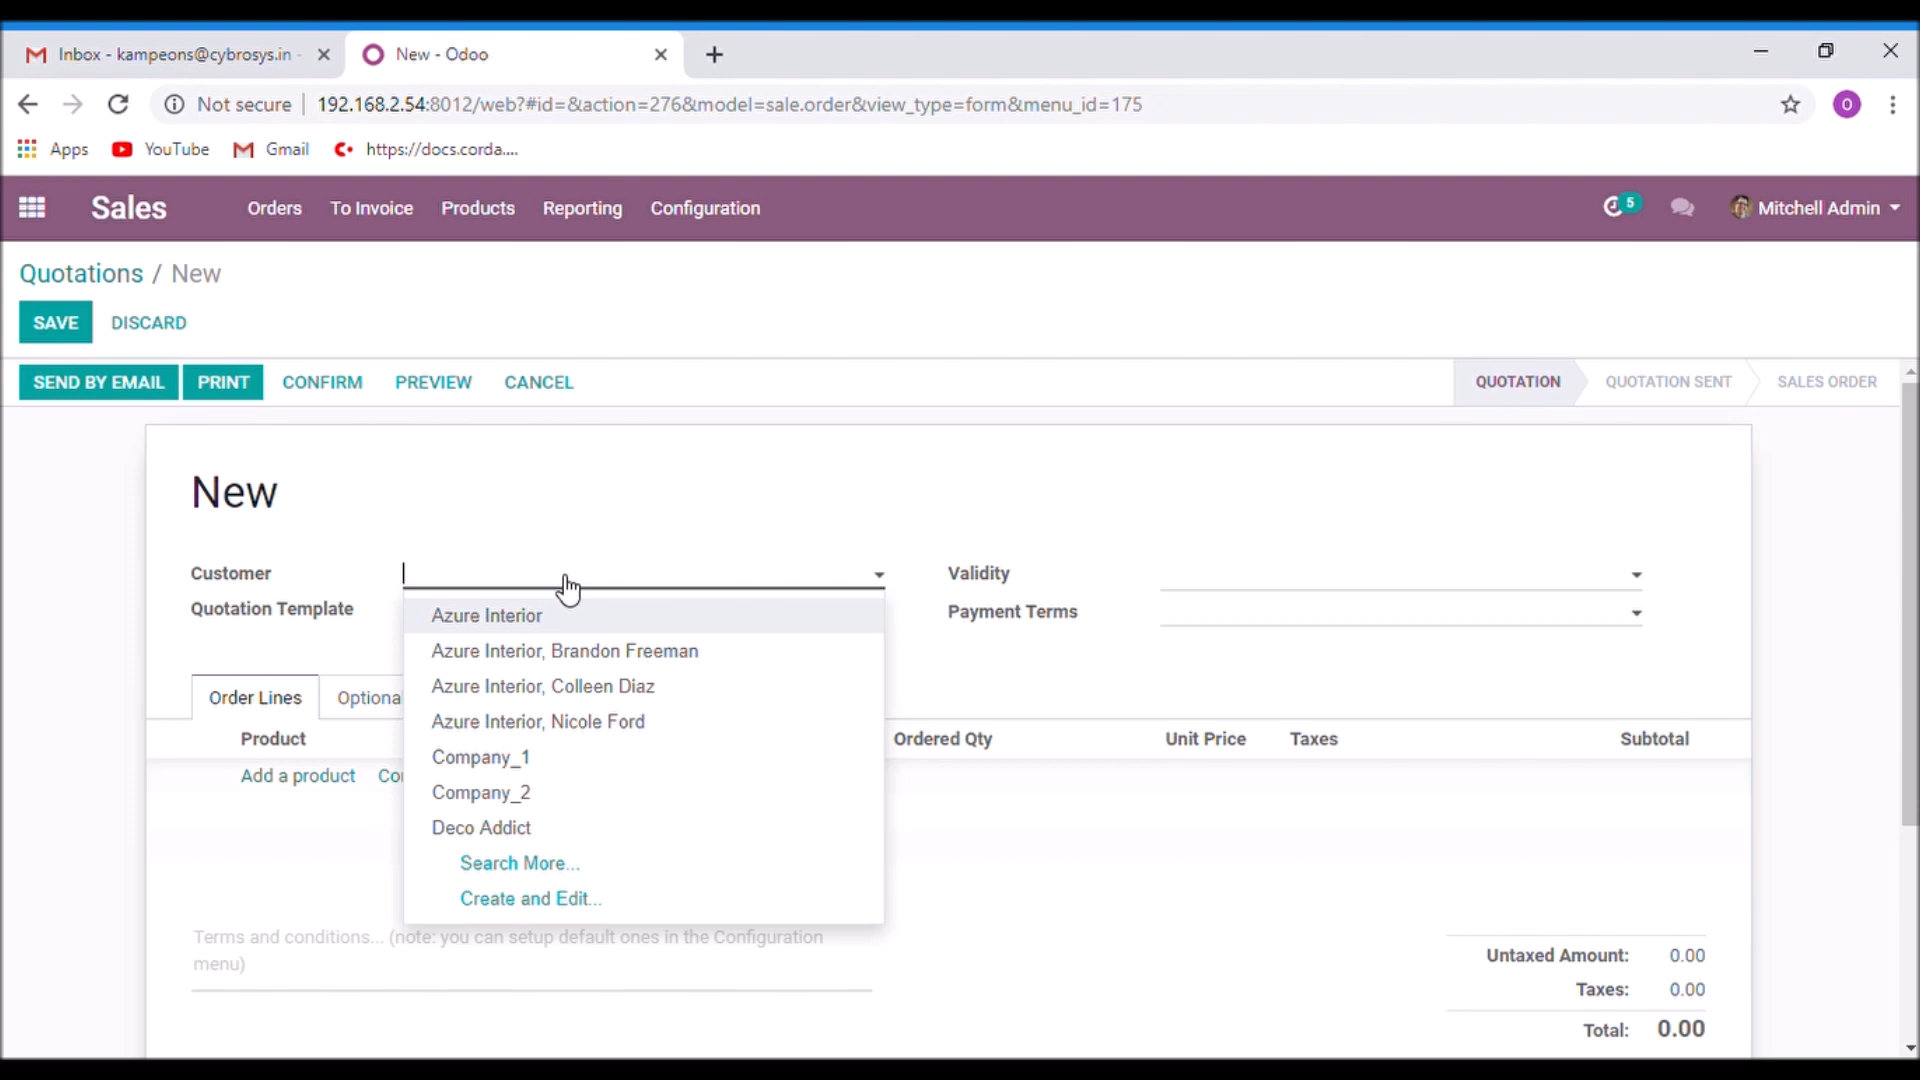 Inbox - kampeons@cybrosys.in -
New - Odoo
Not secure 192.168.2.54:8012/web?#id=&action=276&model=sale.order&view_type=form&menu_id=175
O
Apps YouTube Gmail https://docs.corda....
Sales Orders To Invoice Products Reporting Configuration 5 Mitchell Admin
Quotations / New
SAVE DISCARD
SEND BY EMAIL PRINT CONFIRM PREVIEW CANCEL QUOTATION QUOTATION SENT SALES ORDER
New
Customer
Validity
Quotation Template
Payment Terms
Azure Interior
Azure Interior, Brandon Freeman
Azure Interior, Colleen Diaz
Azure Interior, Nicole Ford
Company_1
Company_2
Deco Addict
Search More...
Create and Edit...
Order Lines Optiona
Product Ordered Qty Unit Price Taxes Subtotal
Add a product Co
Terms and conditions... (note: you can setup default ones in the Configuration
menu)
Untaxed Amount: 0.00
Taxes: 0.00
Total: 0.00